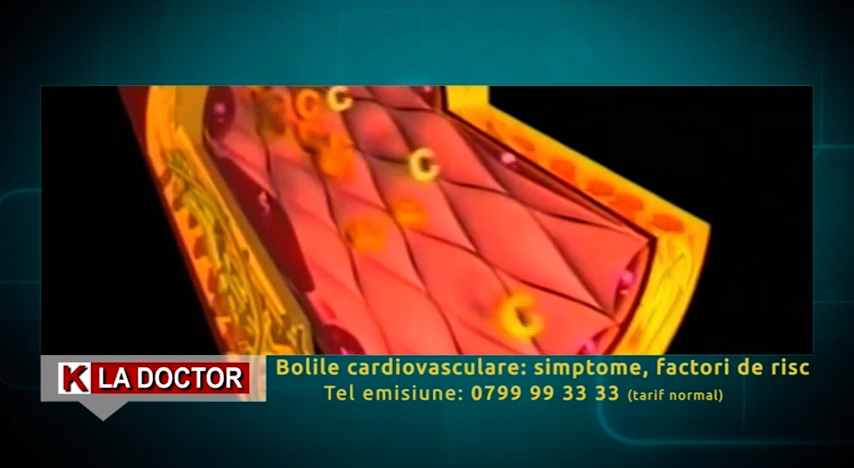 C
C
C
C
K LA DOCTOR
Bolile cardiovasculare: simptome, factori de risc
Tel emisiune: 0799 99 33 33 (tarif normal)